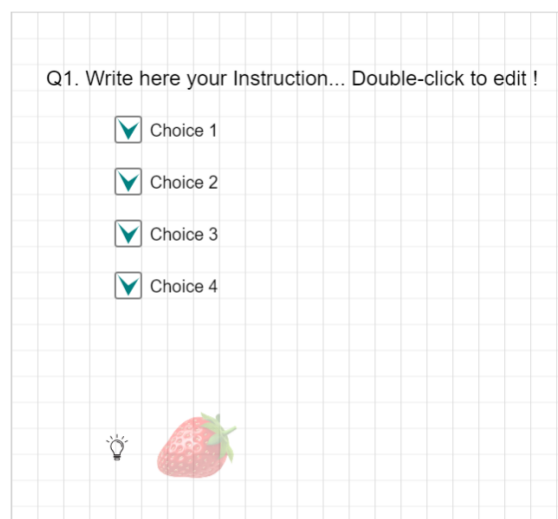 Q1. Write here your Instruction... Double-click to edit !
Choice 1
Choice 2
Choice 3
Choice 4